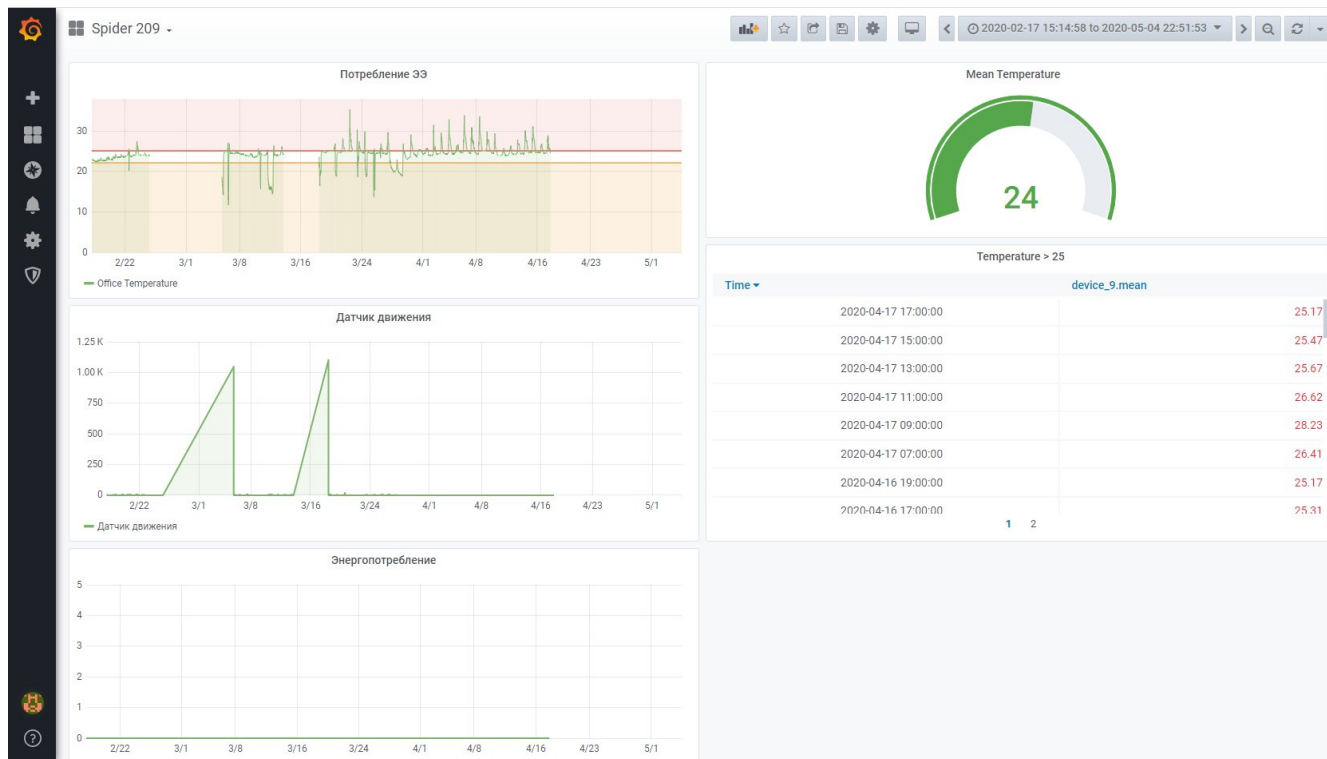 Spider 209
2020-02-17 15:14:58 to 2020-05-04 22:51:53
Потребление ЭЭ
30
20
10
0
2/22 3/1 3/8 3/16 3/24 4/1 4/8 4/16 4/23 5/1
Office Temperature
Mean Temperature
24
Temperature > 25
Time device_9.mean
2020-04-17 17:00:00 25.17
2020-04-17 15:00:00 25.47
2020-04-17 13:00:00 25.67
2020-04-17 11:00:00 26.62
2020-04-17 09:00:00 28.23
2020-04-17 07:00:00 26.41
2020-04-16 19:00:00 25.17
2020-04-16 17:00:00 25.31
1 2
Датчик движения
1.25 K
1.00 K
750
500
250
0
2/22 3/1 3/8 3/16 3/24 4/1 4/8 4/16 4/23 5/1
Датчик движения
Энергопотребление
5
4
3
2
1
0
2/22 3/1 3/8 3/16 3/24 4/1 4/8 4/16 4/23 5/1